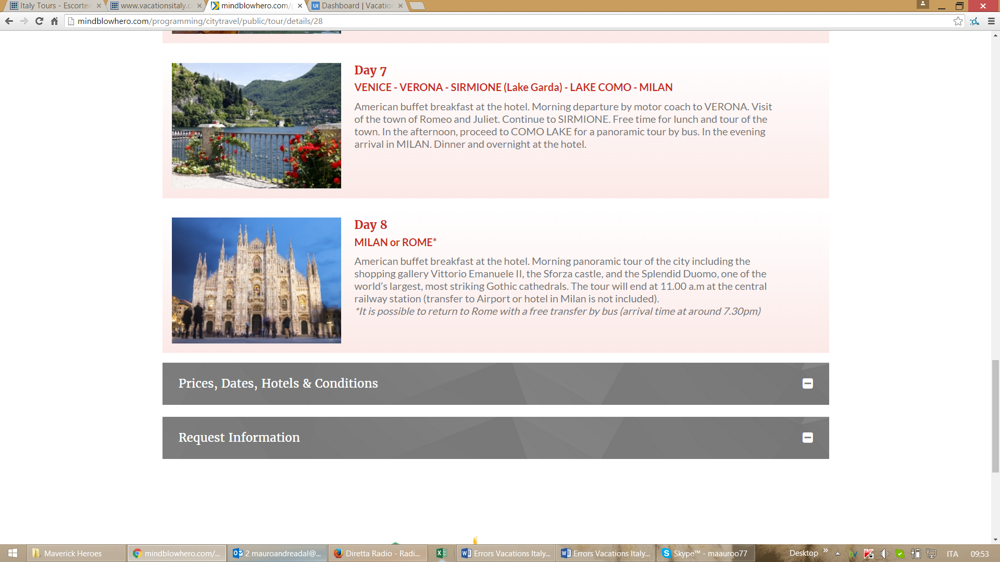 Italy Tours - Escorted
www.vacationsitaly.c
mindblowhero.com/p
Dashboard | Vacatio
mindblowhero.com/programming/citytravel/public/tour/details/28
Day 7
VENICE - VERONA - SIRMIONE (Lake Garda) - LAKE COMO - MILAN
American buffet breakfast at the hotel. Morning departure by motor coach to VERONA. Visit
of the town of Romeo and Juliet. Continue to SIRMIONE. Free time for lunch and tour of the
town. In the afternoon, proceed to COMO LAKE for a panoramic tour by bus. In the evening
arrival in MILAN. Dinner and overnight at the hotel.
Day 8
MILAN or ROME*
American buffet breakfast at the hotel. Morning panoramic tour of the city including the
shopping gallery Vittorio Emanuele II, the Sforza castle, and the Splendid Duomo, one of the
world’s largest, most striking Gothic cathedrals. The tour will end at 11.00 a.m at the central
railway station (transfer to Airport or hotel in Milan is not included).
*It is possible to return to Rome with a free transfer by bus (arrival time at around 7.30pm)
Prices, Dates, Hotels & Conditions
Request Information
Maverick Heroes
mindblowhero.com/...
2 mauroandreadal@...
Diretta Radio - Radi...
Errors Vacations Italy...
Errors Vacations Italy...
Skype™ - maauroo77
Desktop
ITA
09:53